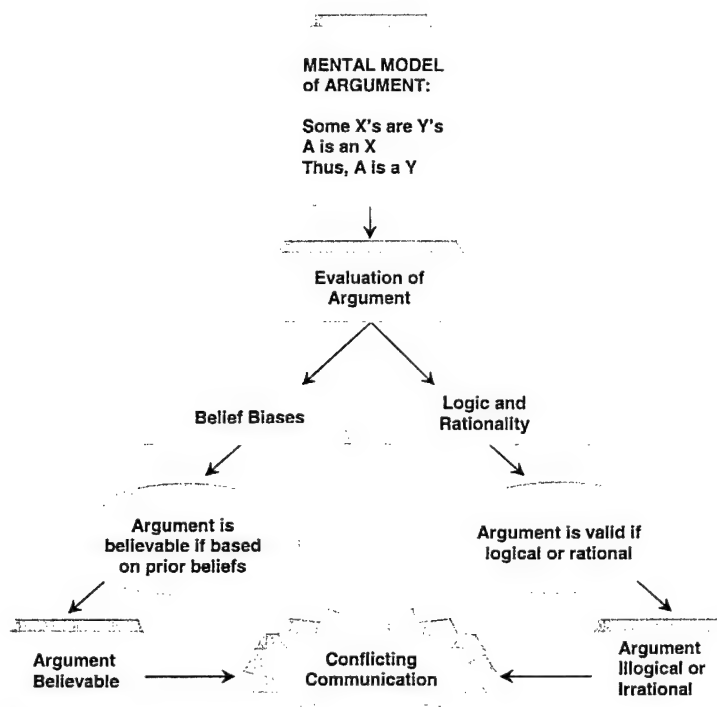 MENTAL MODEL
of ARGUMENT:
Some X's are Y's
A is an X
Thus, A is a Y
Evaluation of
Argument
Belief Biases
Logic and
Rationality
Argument is
believable if based
on prior beliefs
Argument is valid if
logical or rational
Argument
Believable
Conflicting
Communication
Argument
Illogical or
Irrational